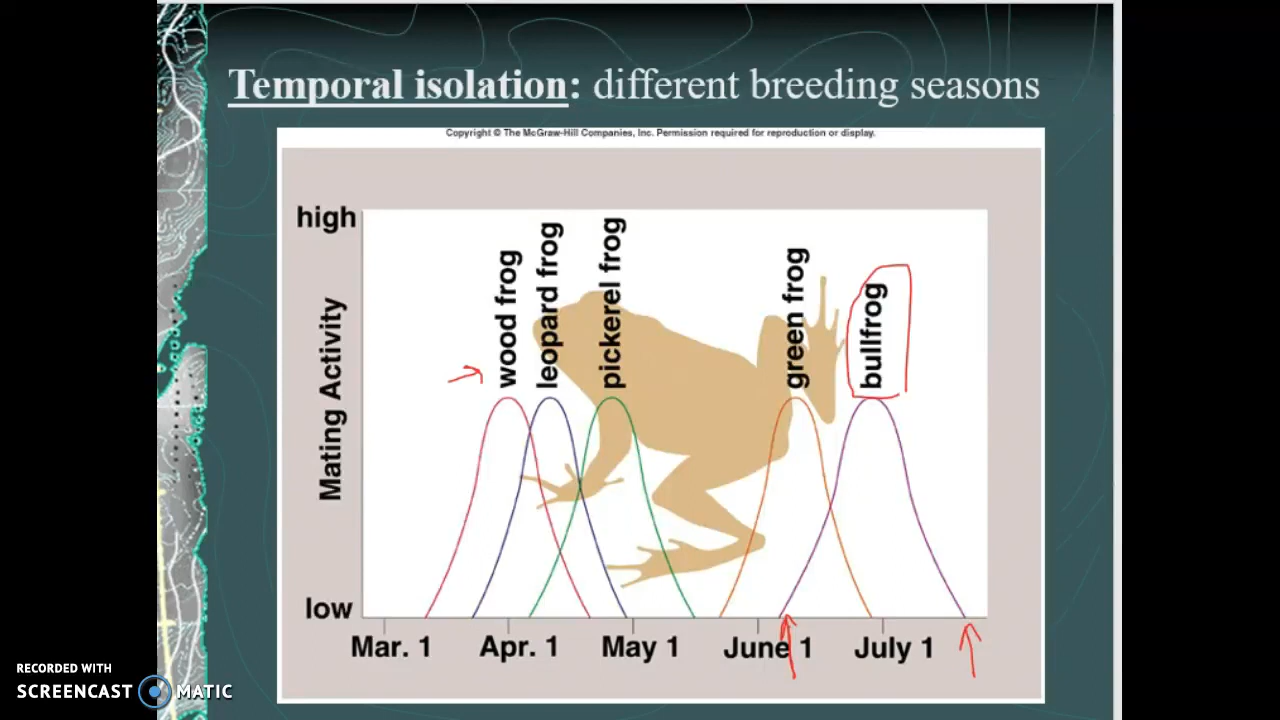 Temporal isolation: different breeding seasons
Copyright © The McGraw-Hill Companies, Inc. Permission required for reproduction or display.
high
Mating Activity
low
wood frog
leopard frog
pickerel frog
green frog
bullfrog
Mar. 1
Apr. 1
May 1
June 1
July 1
RECORDED WITH
SCREENCAST MATIC